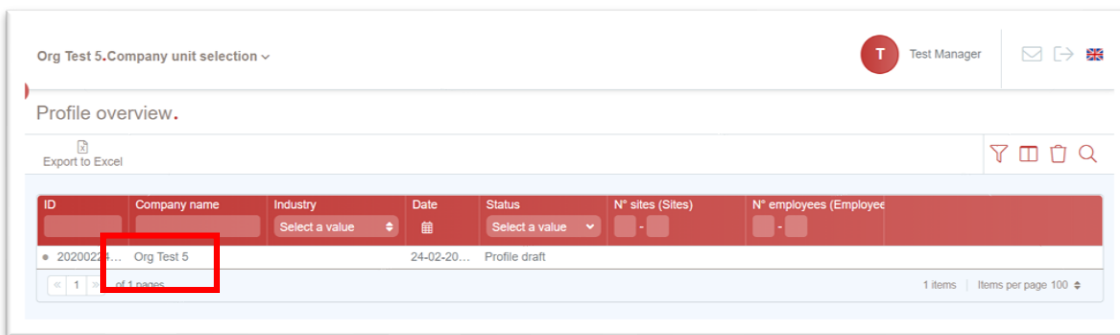 Org Test 5.Company unit selection
T Test Manager
Profile overview.
Export to Excel
ID Company name Industry Date Status N° sites (Sites) N° employees (Employee
Select a value Select a value - -
20200224... Org Test 5 24-02-20... Profile draft
« 1 » of 1 pages 1 items Items per page 100